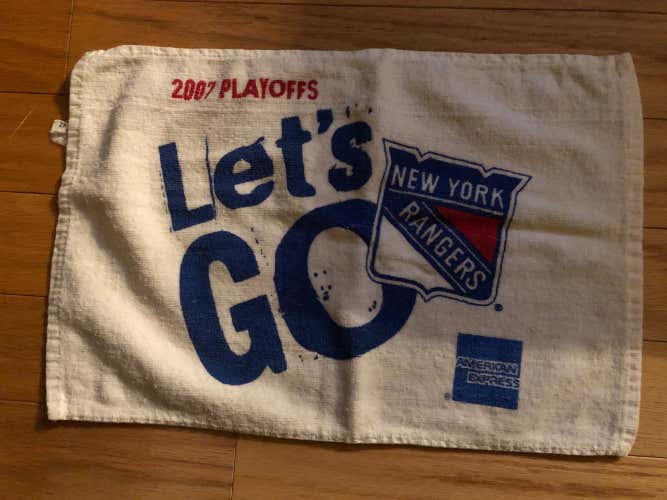 2007 PLAYOFFS
Let's
GO
NEW YORK
RANGERS
®
AMERICAN
EXPRESS
®